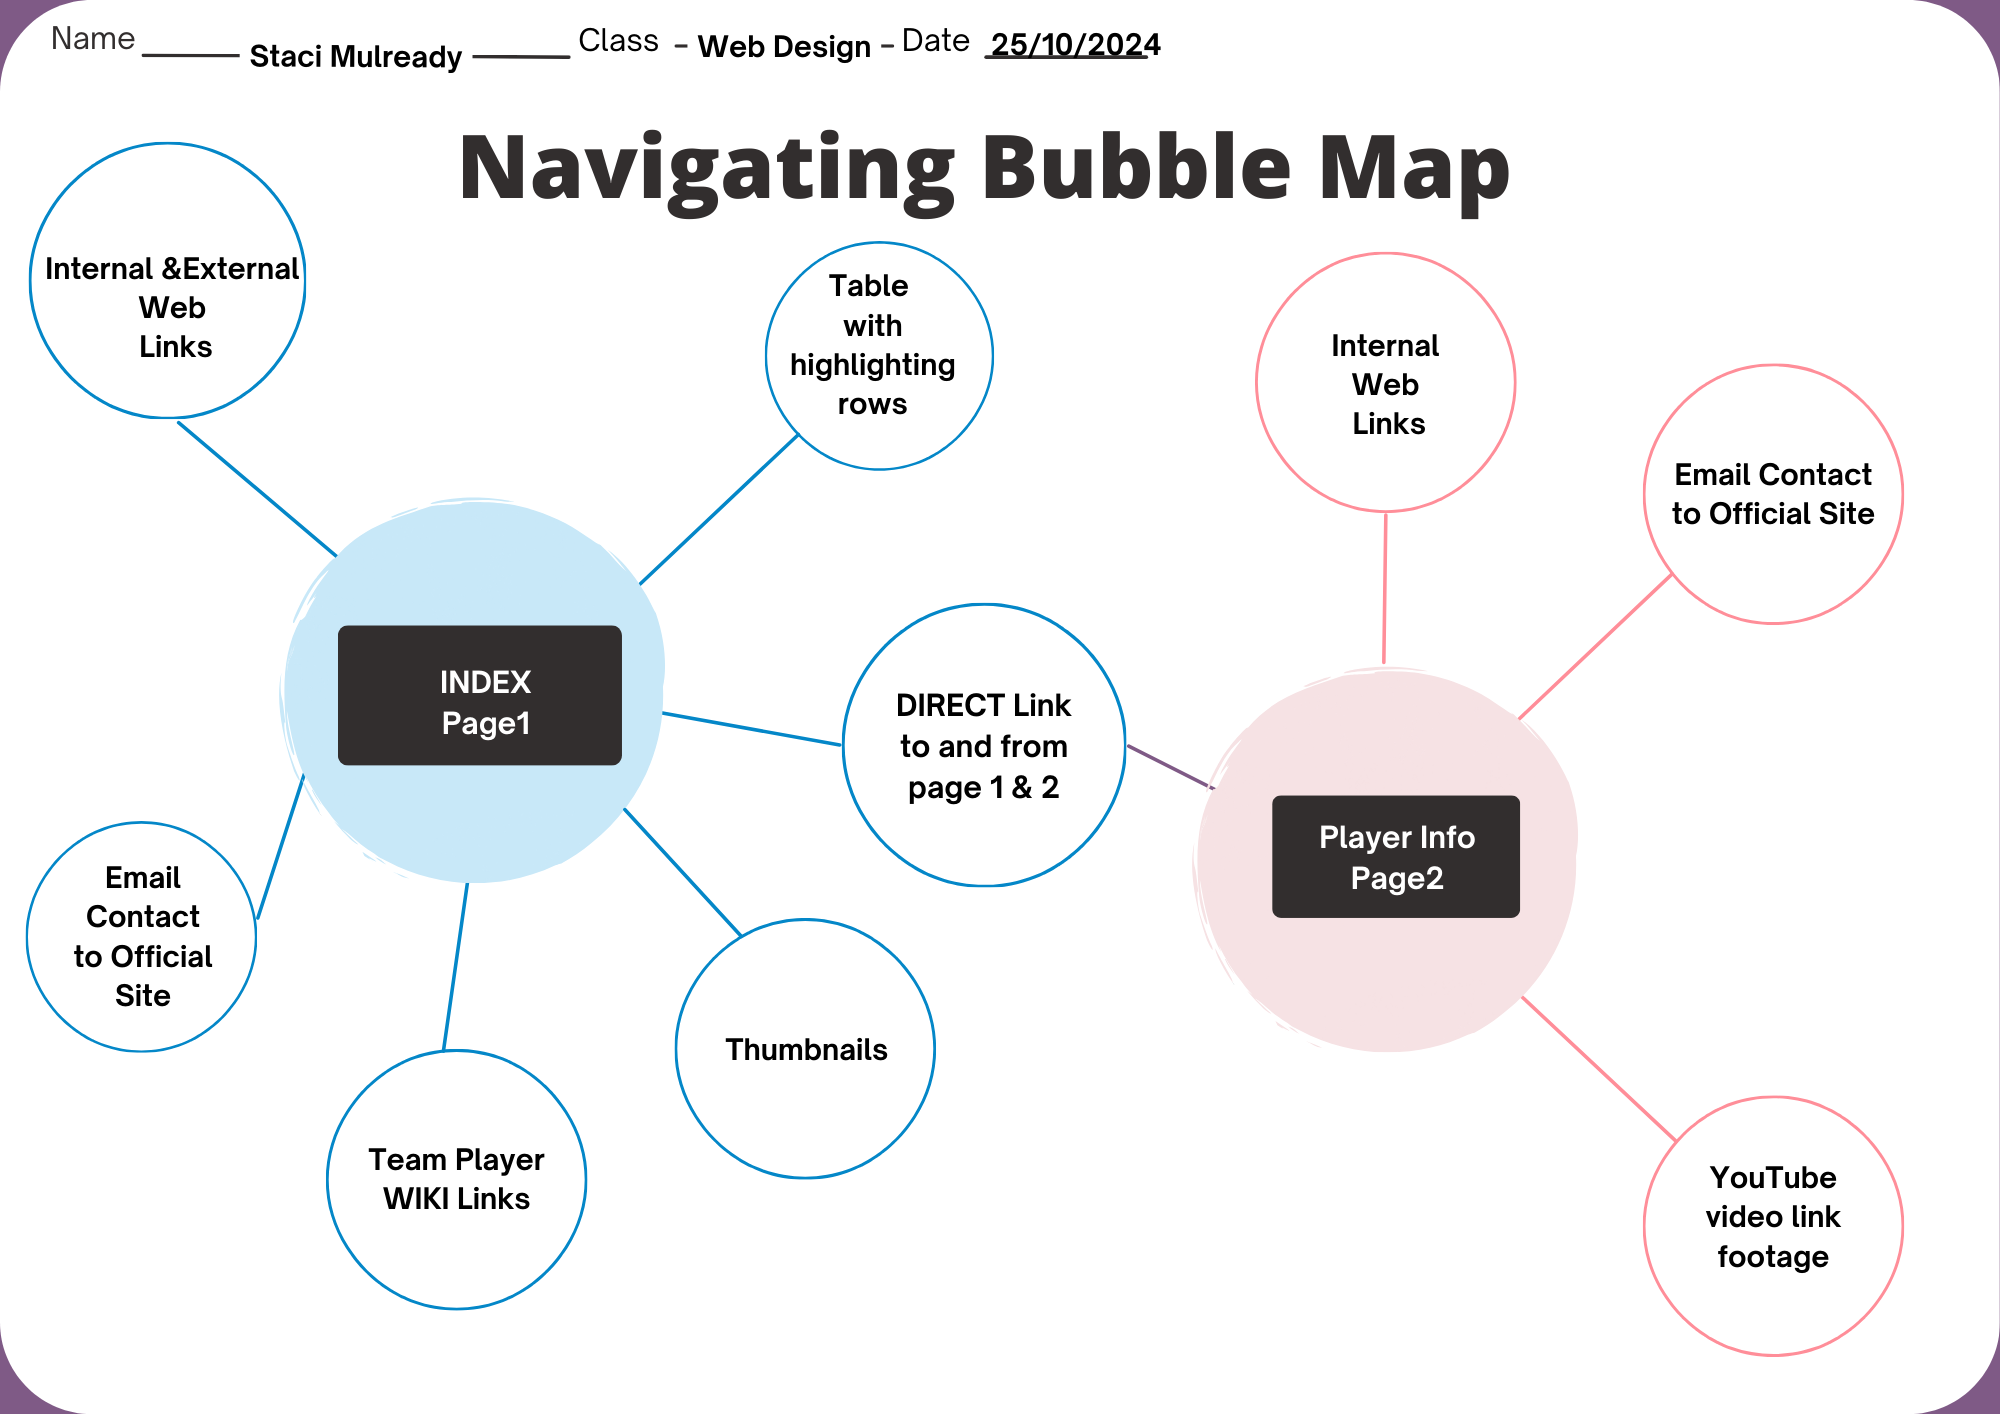 Name Staci Mulready Class - Web Design - Date 25/10/2024
Navigating Bubble Map
Internal &External
Web
Links
Table
with
highlighting
rows
Internal
Web
Links
Email Contact
to Official Site
INDEX
Page1
DIRECT Link
to and from
page 1 & 2
Player Info
Page2
Email
Contact
to Official
Site
Thumbnails
Team Player
WIKI Links
YouTube
video link
footage